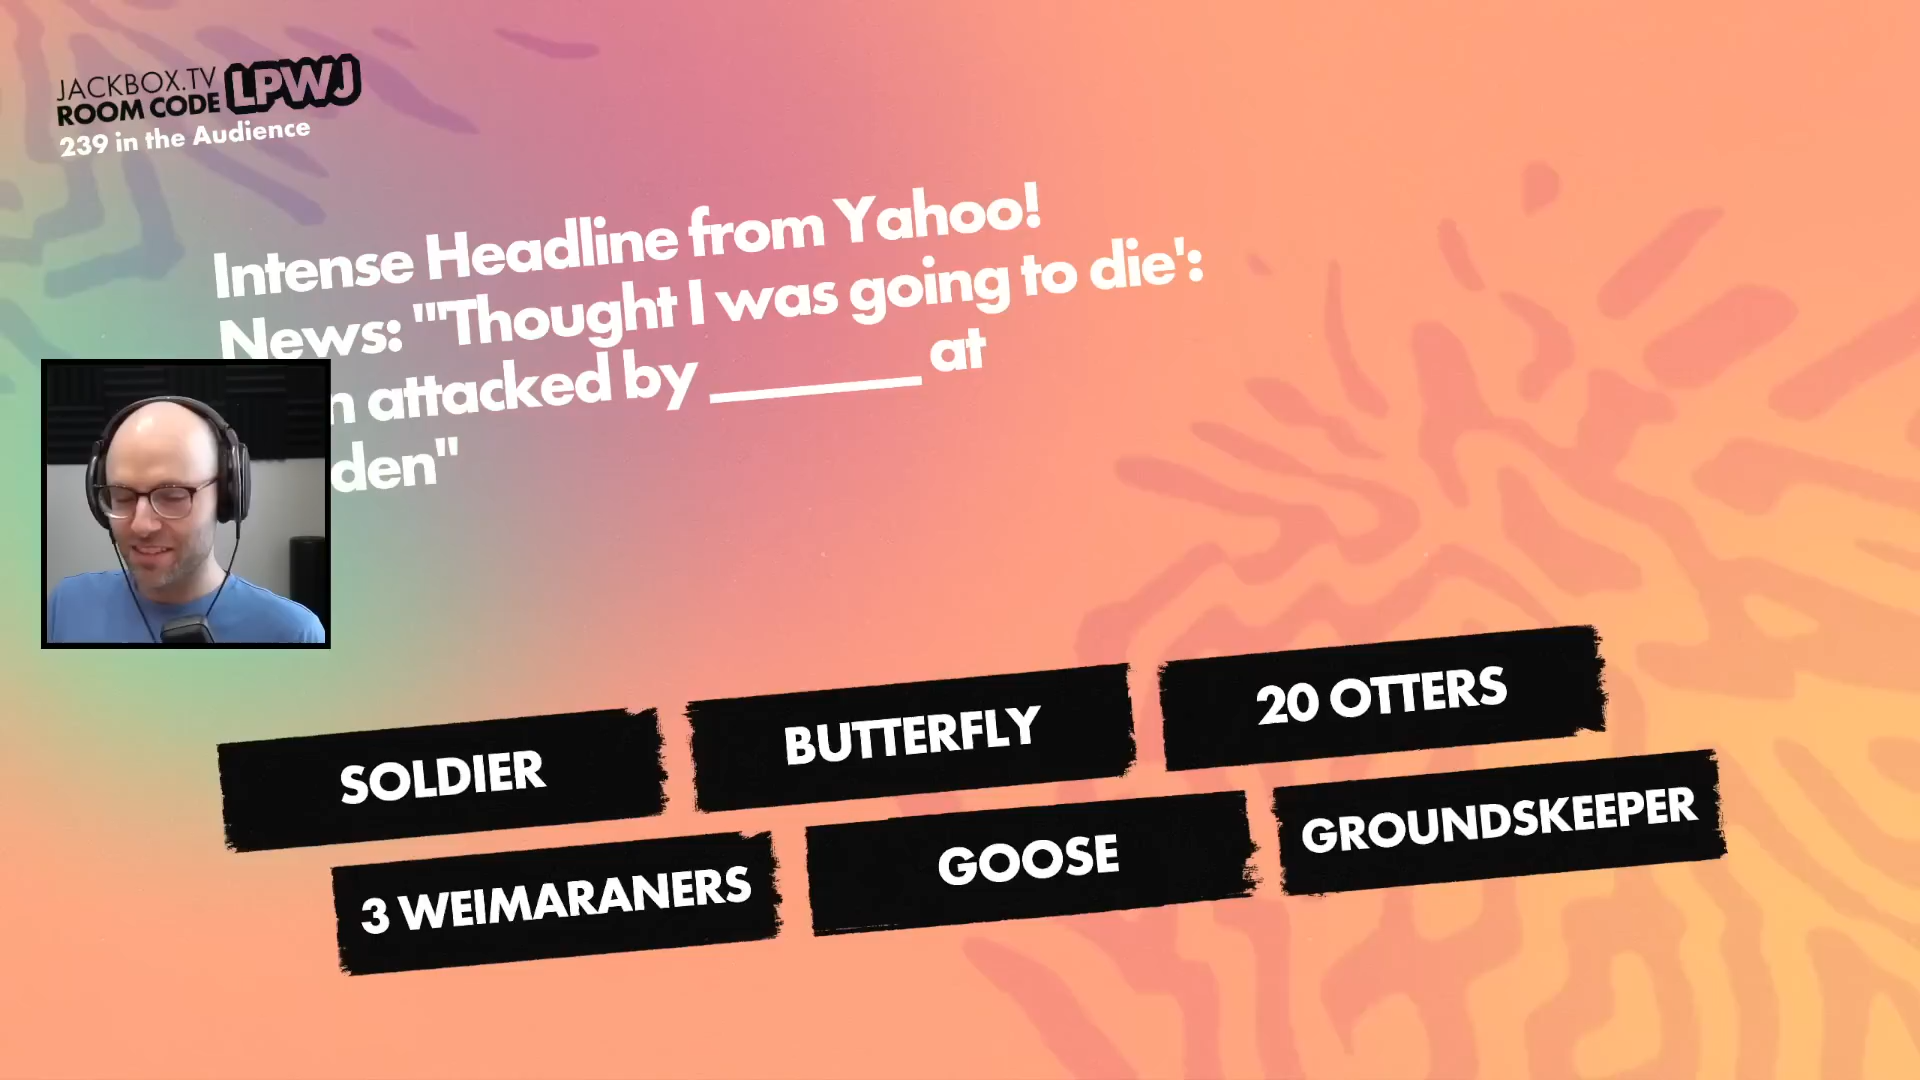 JACKBOX.TV
ROOM CODE LPWJ
239 in the Audience
Intense Headline from Yahoo!
News: "'Thought I was going to die':
attacked by ______ at
SOLDIER
BUTTERFLY
20 OTTERS
3 WEIMARANERS
GOOSE
GROUNDSKEEPER